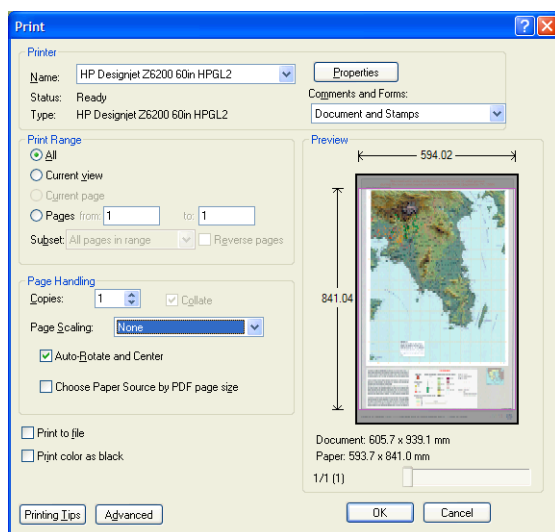 Print
Printer
Name: HP Designjet Z6200 60in HPGL2
Properties
Status: Ready
Type: HP Designjet Z6200 60in HPGL2
Comments and Forms:
Document and Stamps
Print Range
All
Current view
Current page
Pages from: 1 to: 1
Subset: All pages in range
Reverse pages
Page Handling
Copies: 1
Collate
Page Scaling: None
Auto-Rotate and Center
Choose Paper Source by PDF page size
Print to file
Print color as black
Preview
594.02
841.04
Document: 605.7 x 939.1 mm
Paper: 593.7 x 841.0 mm
1/1 (1)
Printing Tips
Advanced
OK
Cancel